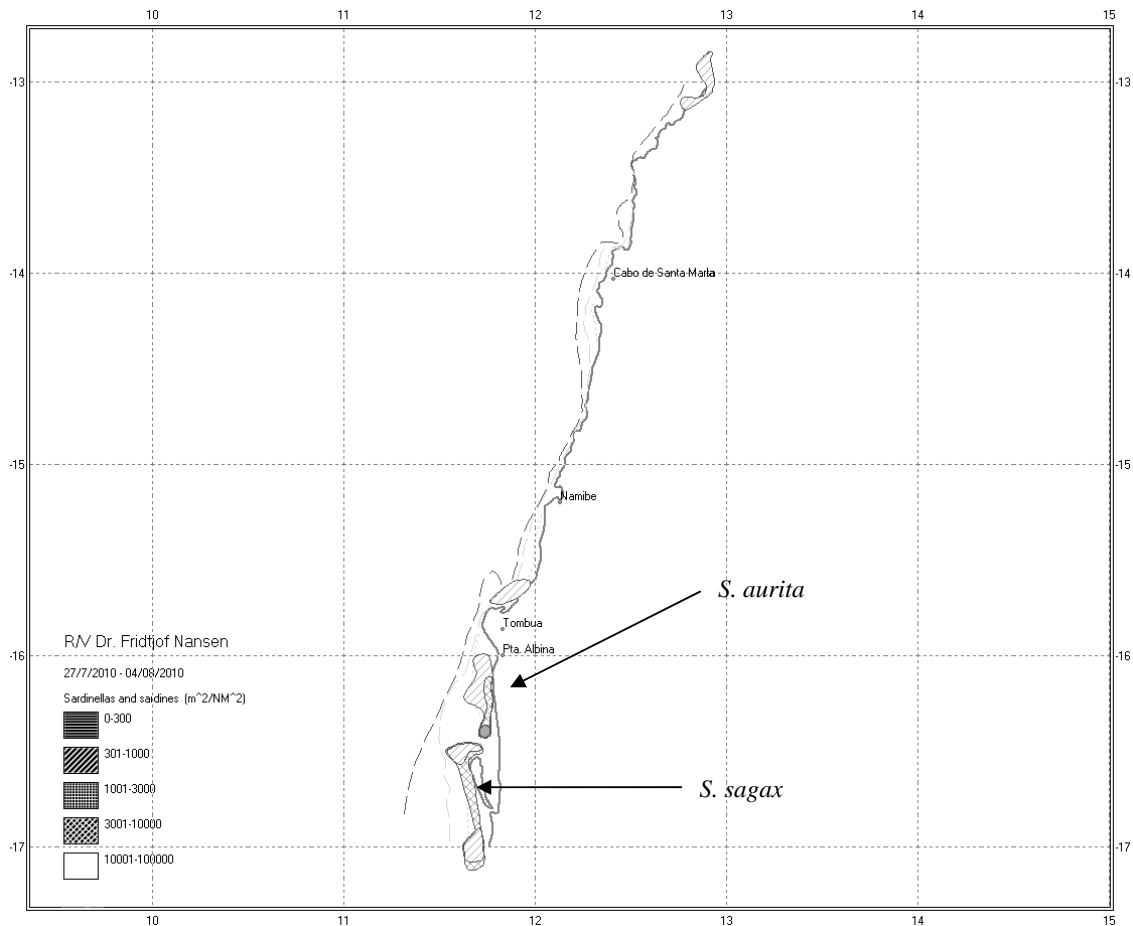 10 11 12 13 14 15
-13 -13
-14 -14
Cabo de Santa Marta
-15 -15
Namibe
S. aurita
Tombua
Pta. Albina
-16 -16
R/V Dr. Fridtjof Nansen
27/7/2010 - 04/08/2010
Sardinellas and saidines (m^2/NM^2)
0-300
301-1000
1001-3000
3001-10000
10001-100000
S. sagax
-17 -17
10 11 12 13 14 15